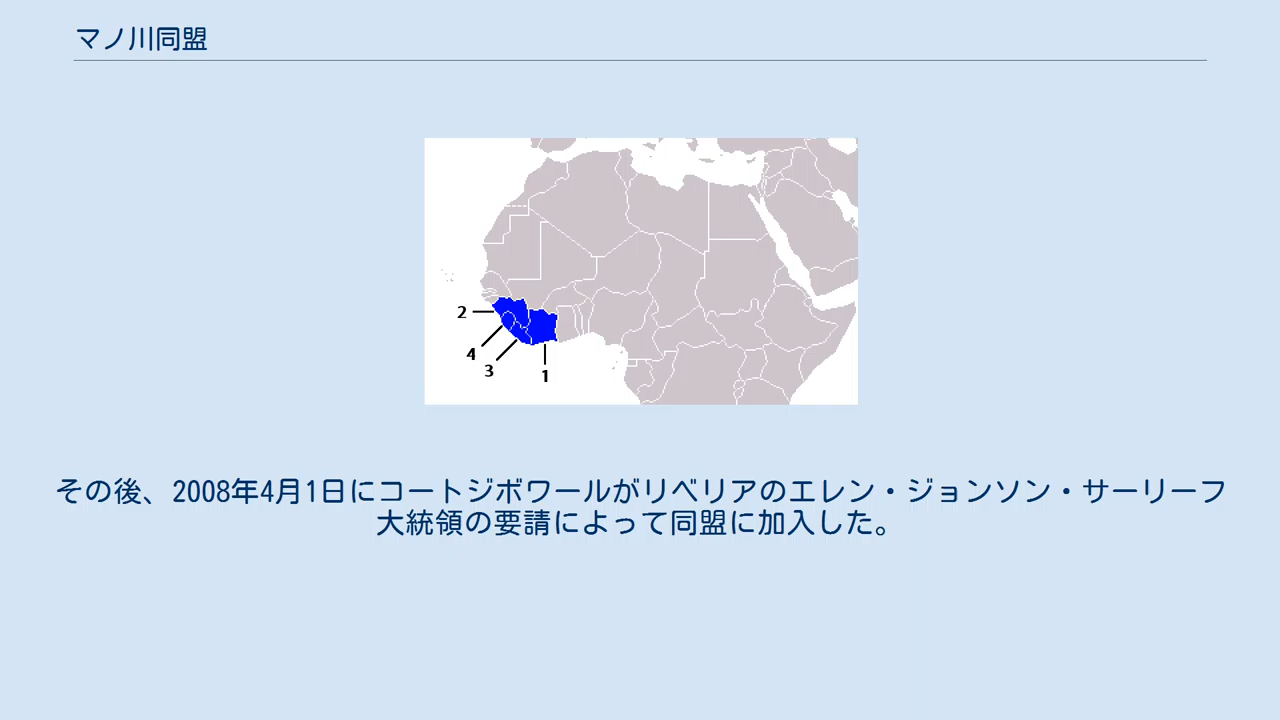 マノ川同盟
2
4
3
1
その後、2008年4月1日にコートジボワールがリベリアのエレン・ジョンソン・サーリーフ
大統領の要請によって同盟に加入した。